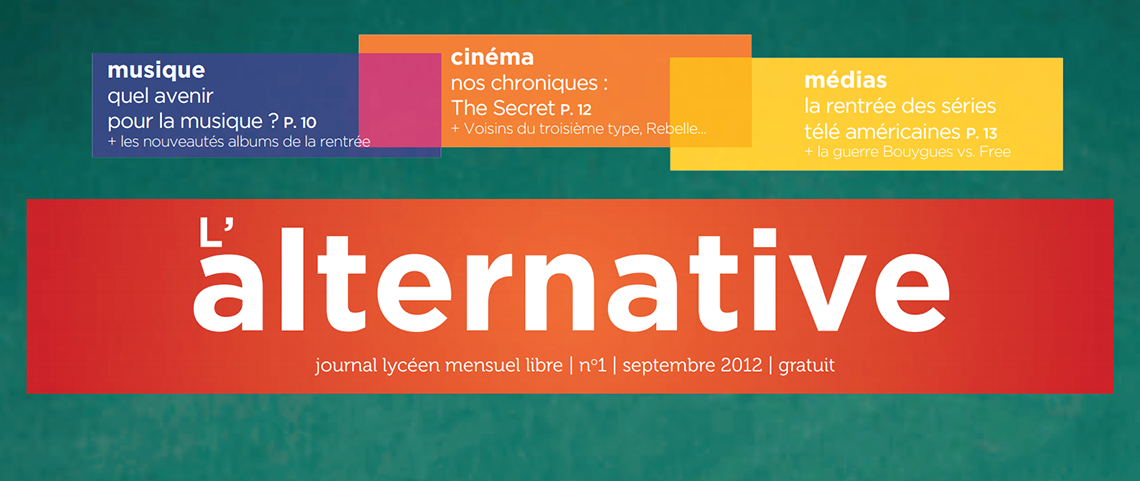 musique
quel avenir
pour la musique ? P. 10
+ les nouveautés albums de la rentrée
cinéma
nos chroniques :
The Secret P. 12
+ Voisins du troisième type, Rebelle...
médias
la rentrée des séries
télé américaines P. 13
+ la guerre Bouygues vs. Free
L'alternative
journal lycéen mensuel libre | nº1 | septembre 2012 | gratuit